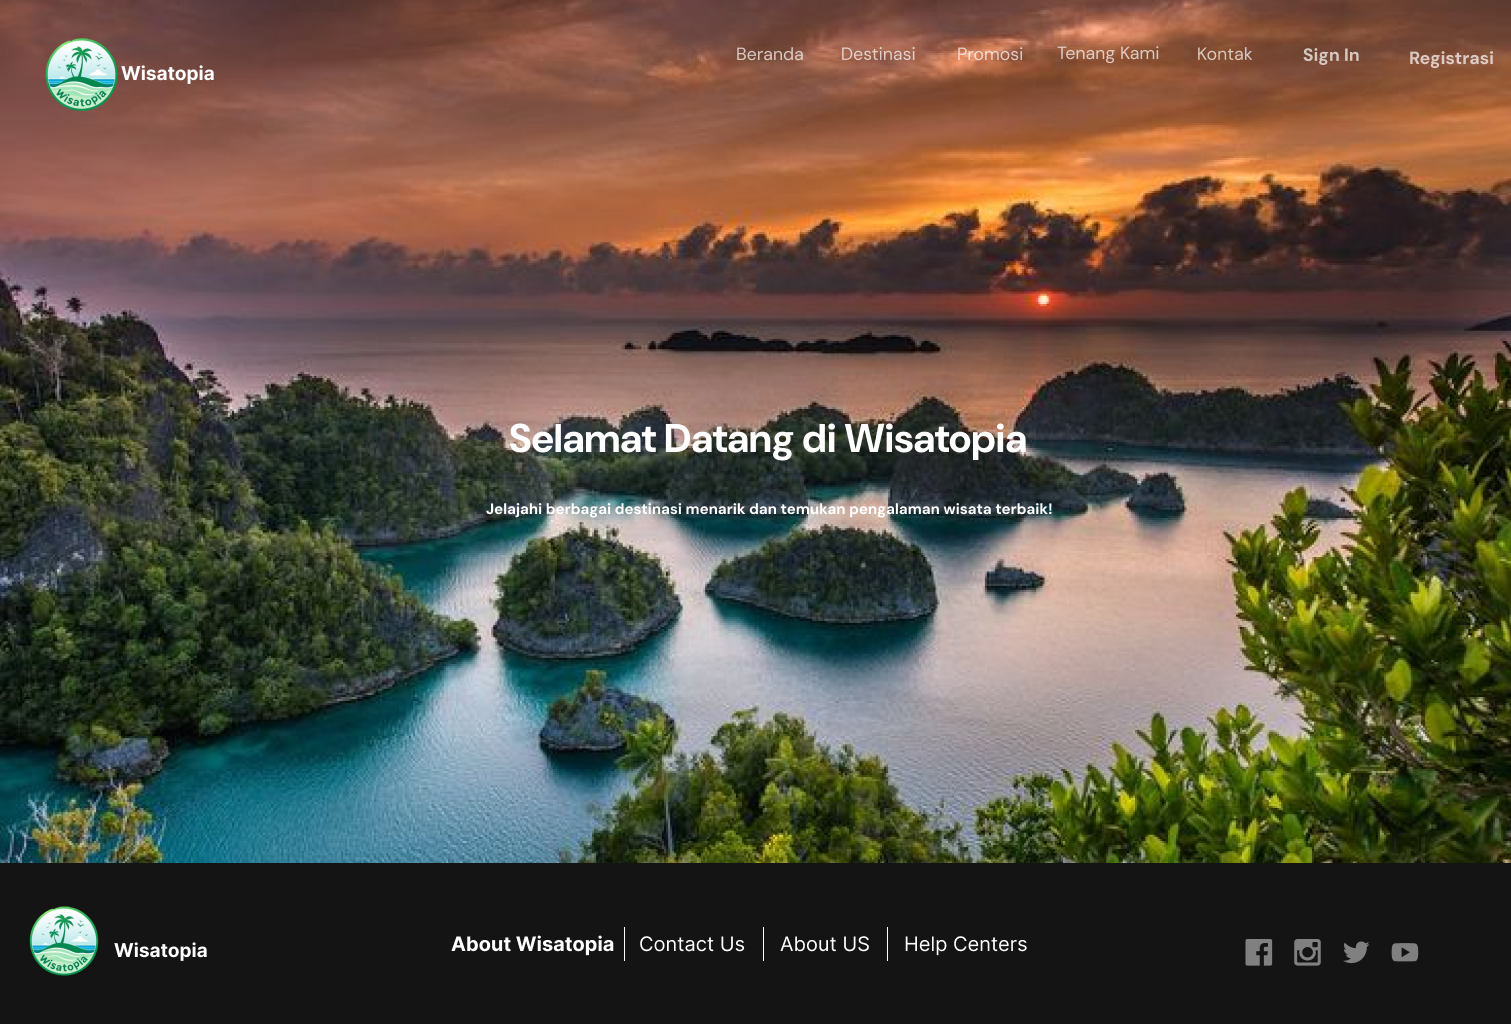 Wisatopia
Wisatopia
Beranda Destinasi Promosi Tenang Kami Kontak Sign In Registrasi
Selamat Datang di Wisatopia
Jelajahi berbagai destinasi menarik dan temukan pengalaman wisata terbaik!
Wisatopia
Wisatopia
About Wisatopia Contact Us About US Help Centers